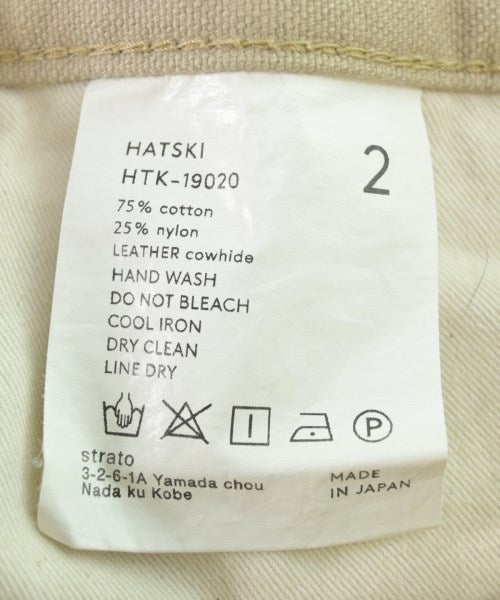 HATSKI
HTK-19020
2
75% cotton
25% nylon
LEATHER cowhide
HAND WASH
DO NOT BLEACH
COOL IRON
DRY CLEAN
LINE DRY
P
strato
3-2-6-1A Yamada chou
Nada ku Kobe
MADE
IN JAPAN